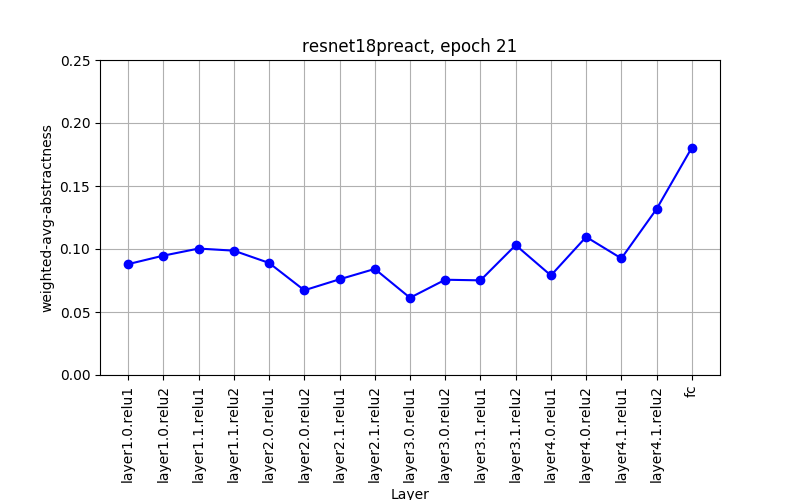 resnet18preact, epoch 21
0.25
0.20
0.15
0.10
0.05
0.00
weighted-avg-abstractness
layer1.0.relu1
layer1.0.relu2
layer1.1.relu1
layer1.1.relu2
layer2.0.relu1
layer2.0.relu2
layer2.1.relu1
layer2.1.relu2
layer3.0.relu1
layer3.0.relu2
layer3.1.relu1
layer3.1.relu2
layer4.0.relu1
layer4.0.relu2
layer4.1.relu1
layer4.1.relu2
fc
Layer